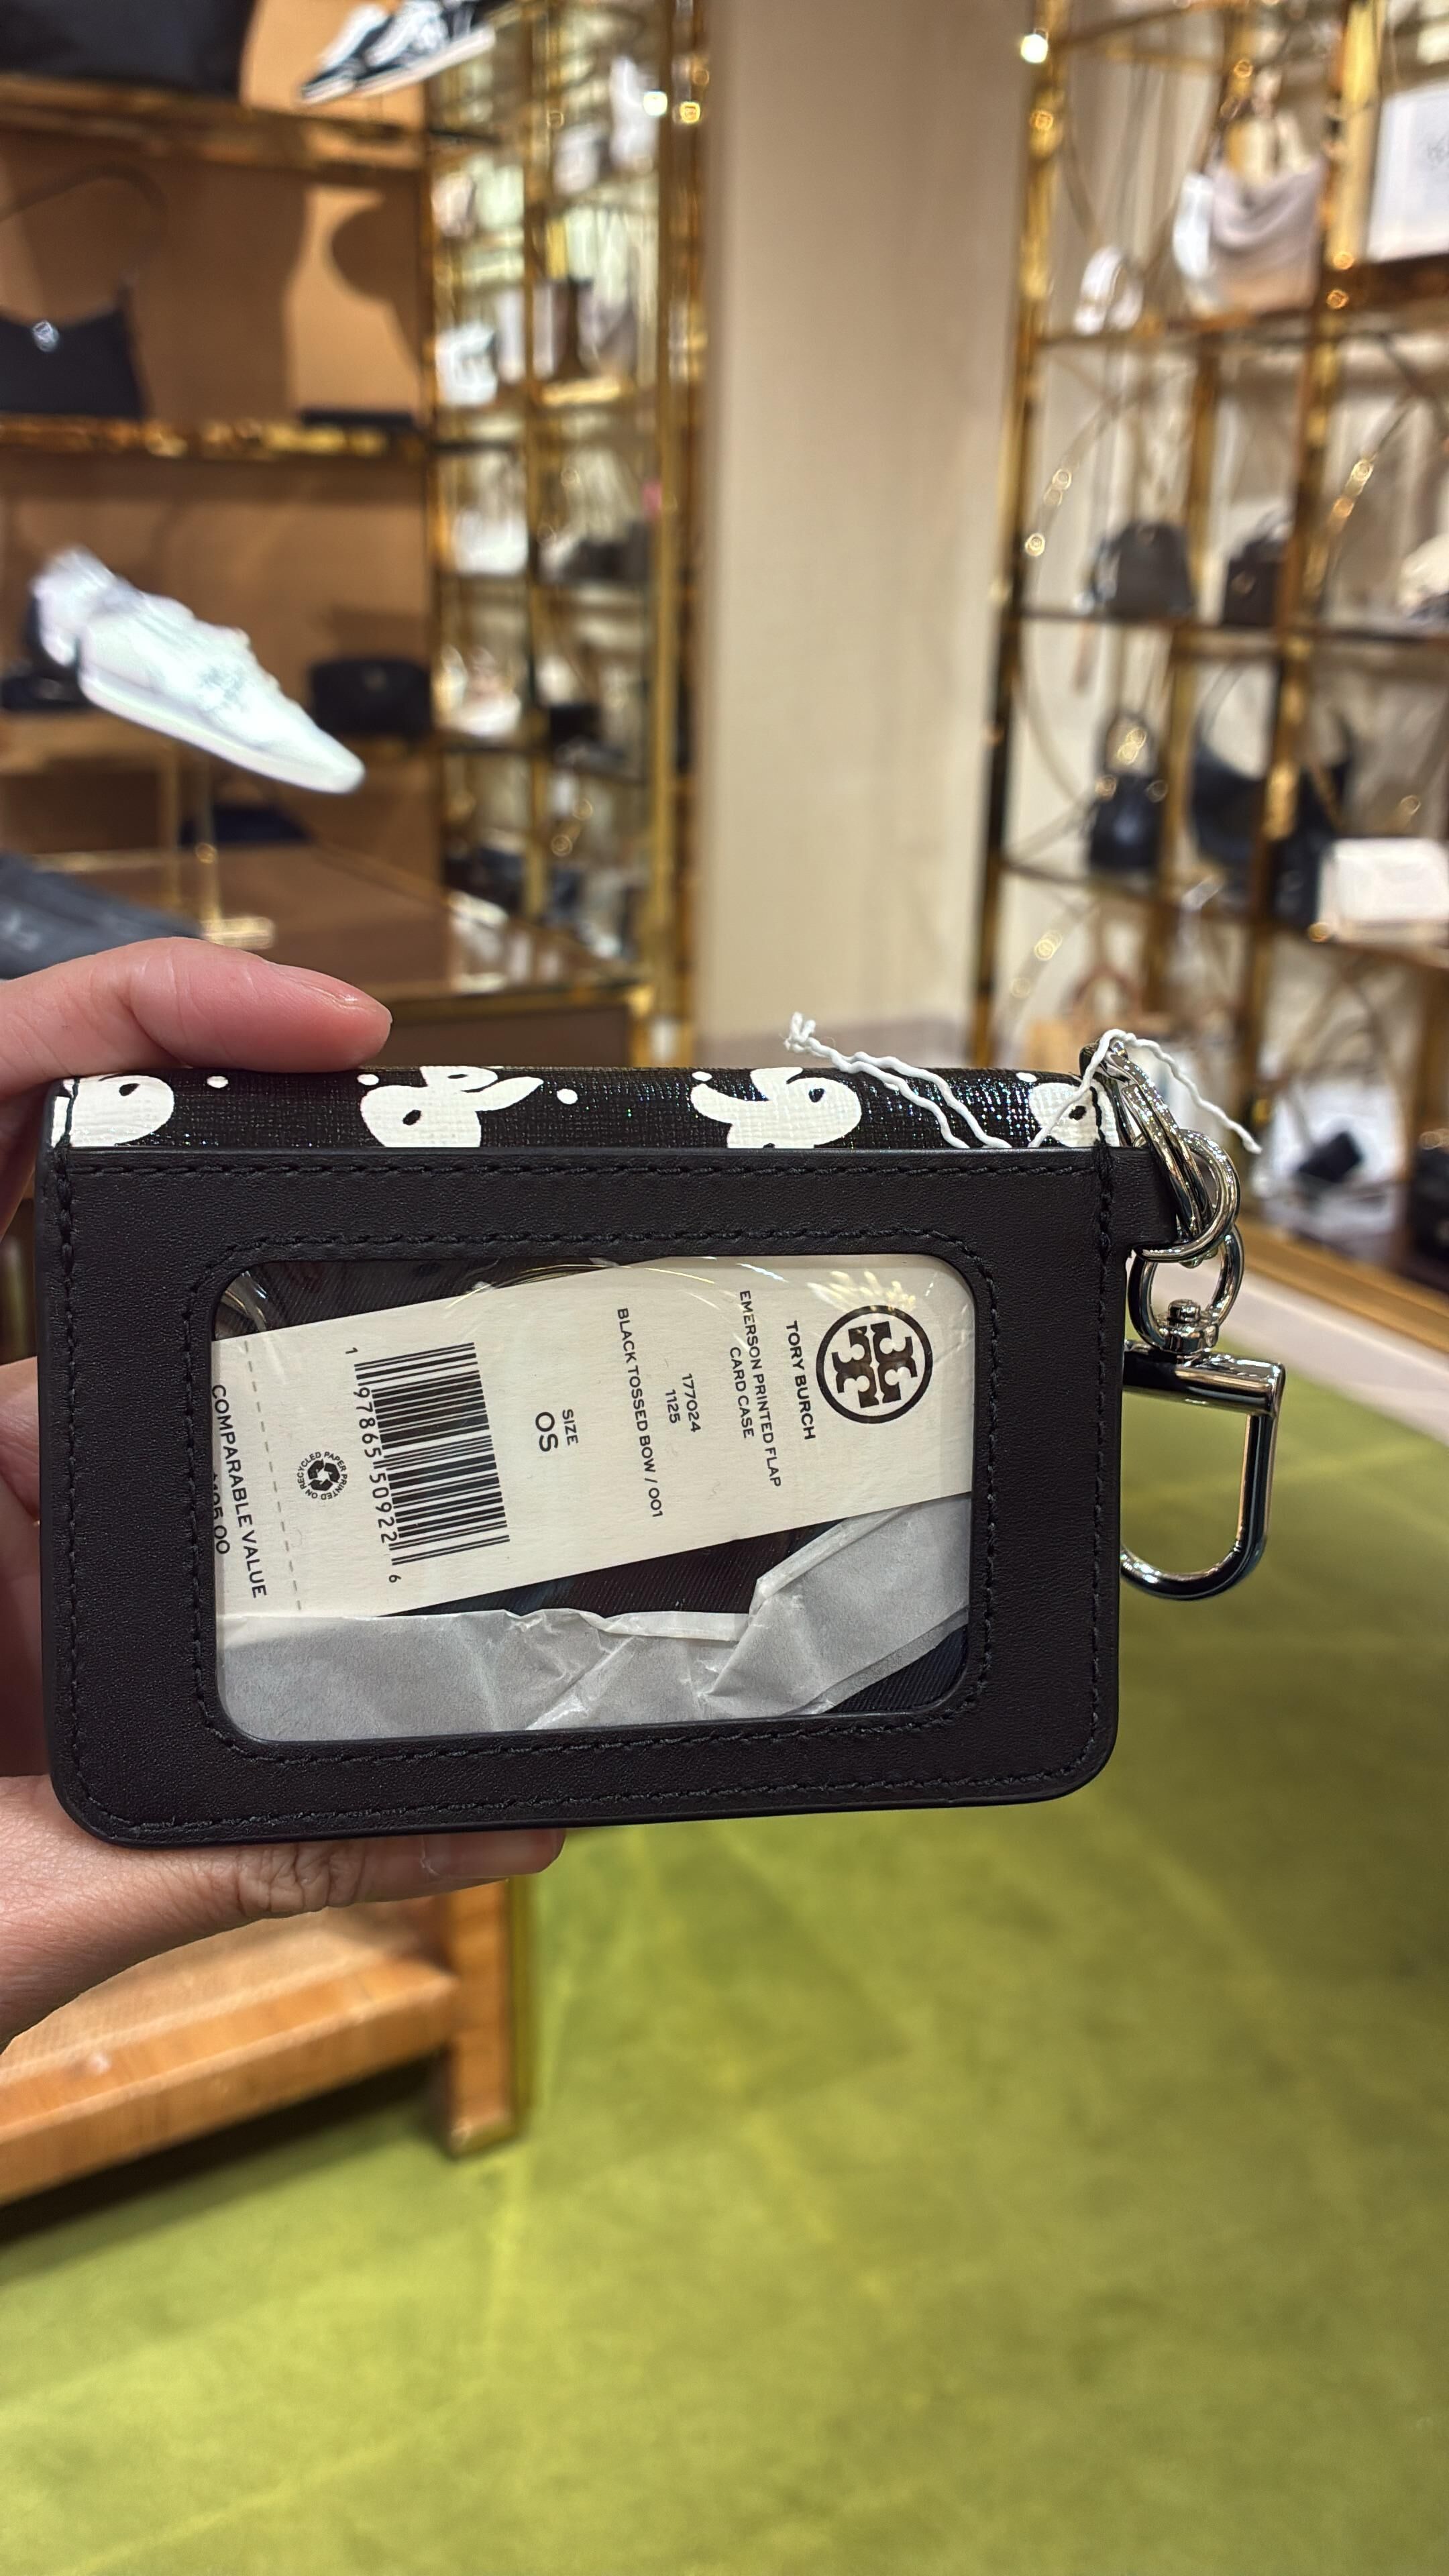 TORY BURCH
EMERSON PRINTED FLAP
CARD CASE
177024
1125
BLACK TOSSED BOW / 001
SIZE
OS
1 97865 50922 6
PRINTED ON RECYCLED PAPER
COMPARABLE VALUE